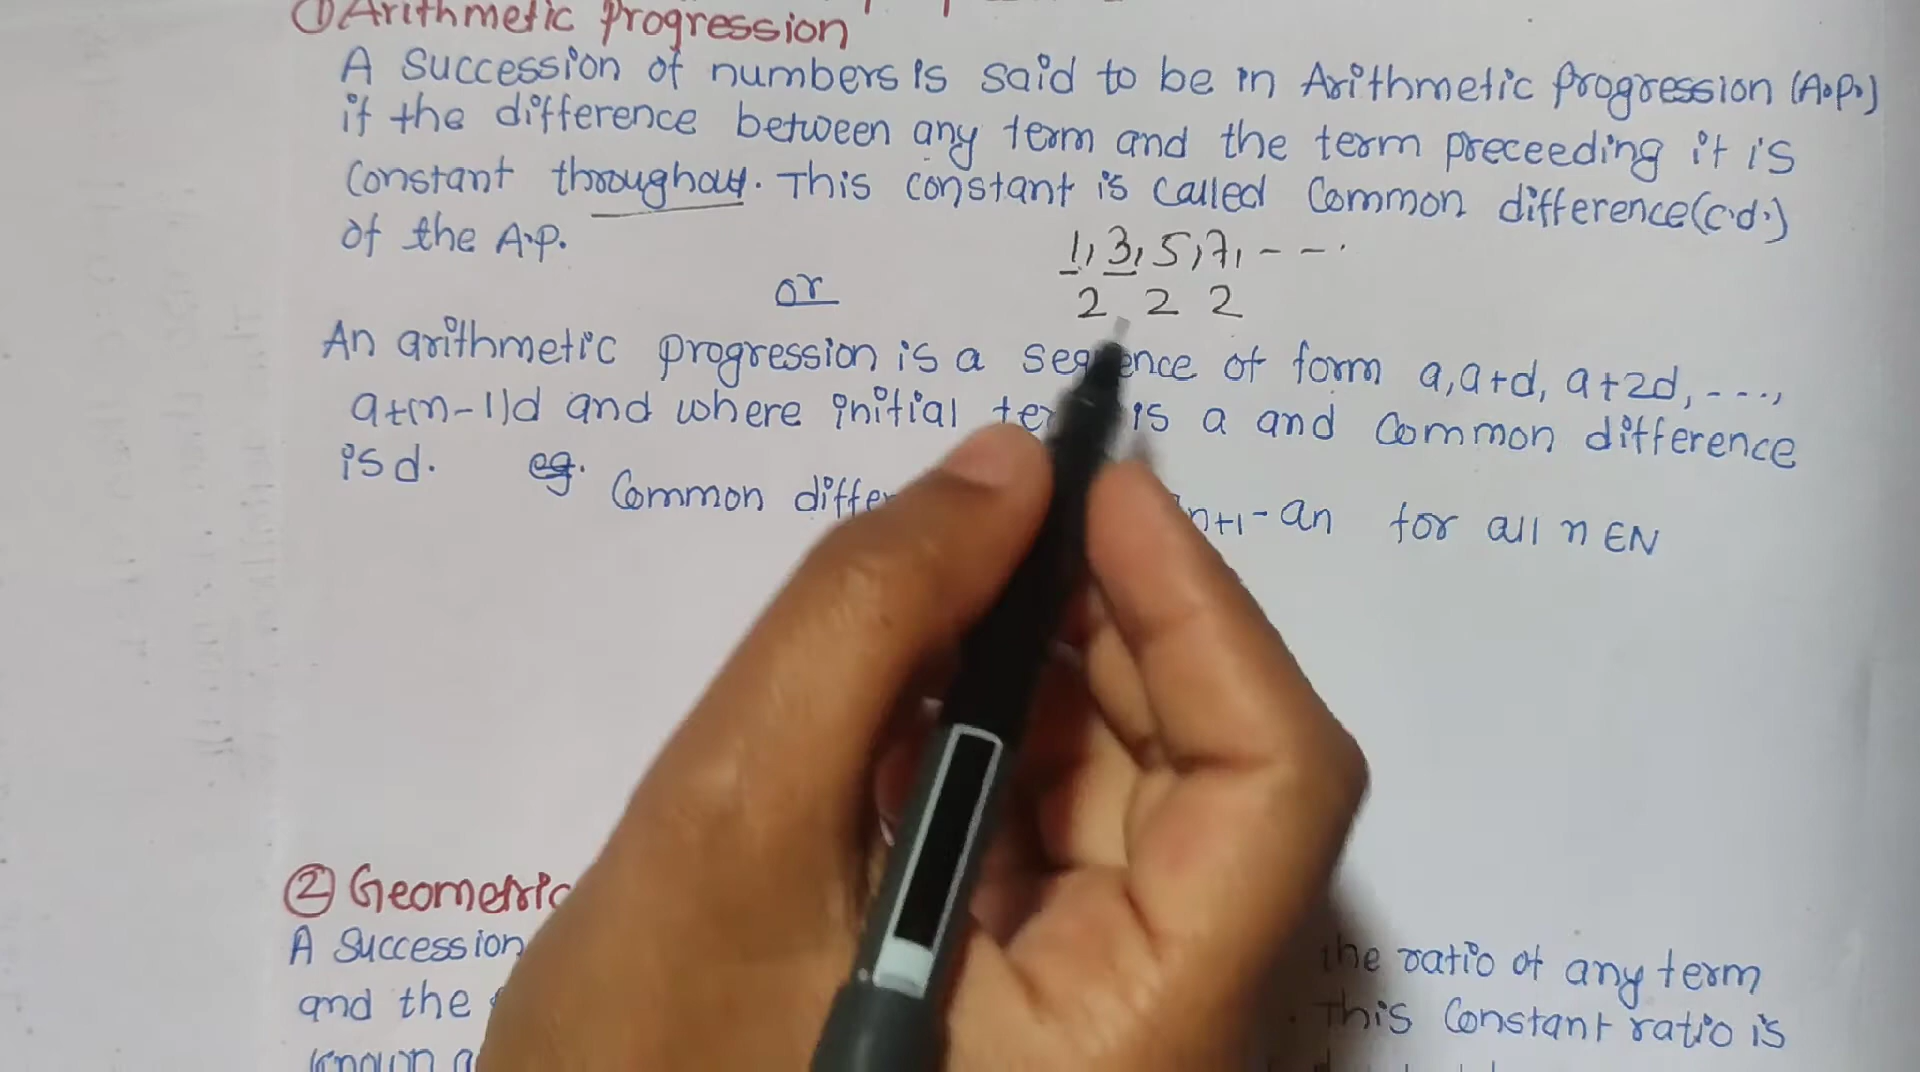 ① Arithmetic Progression
A Succession of numbers is said to be in Arithmetic Progression (A.P.)
if the difference between any term and the term preceeding it is
Constant throughout. This constant is called Common difference (c.d.)
of the A.P.
1, 3, 5, 7, - - .
or
2 2 2
An arithmetic progression is a of form a, a+d, a+2d, ---,
a+(n-1)d and where initial is a and Common difference
is d. eg. Common n+1 - an for all n ∈ N
② Geometric
A Succession the ratio of any term
and the This Constant ratio is
known